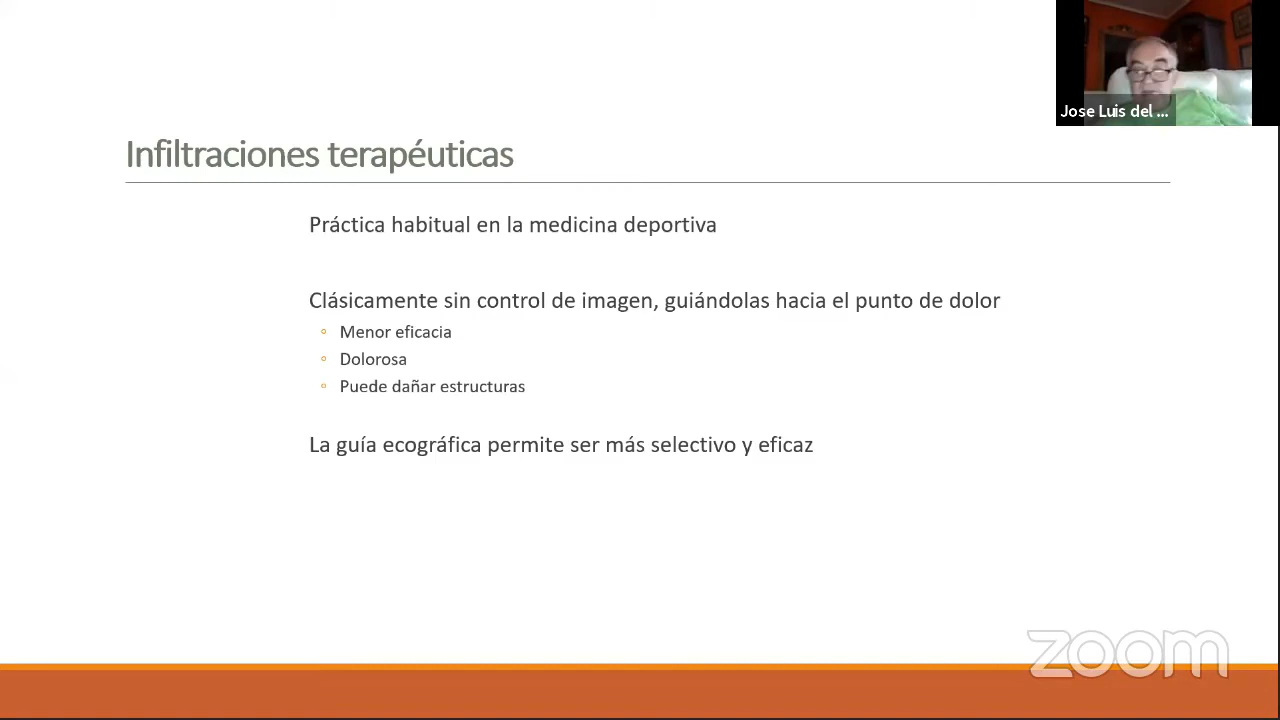 Jose Luis del ...
Infiltraciones terapéuticas
Práctica habitual en la medicina deportiva
Clásicamente sin control de imagen, guiándolas hacia el punto de dolor
Menor eficacia
Dolorosa
Puede dañar estructuras
La guía ecográfica permite ser más selectivo y eficaz
zoom